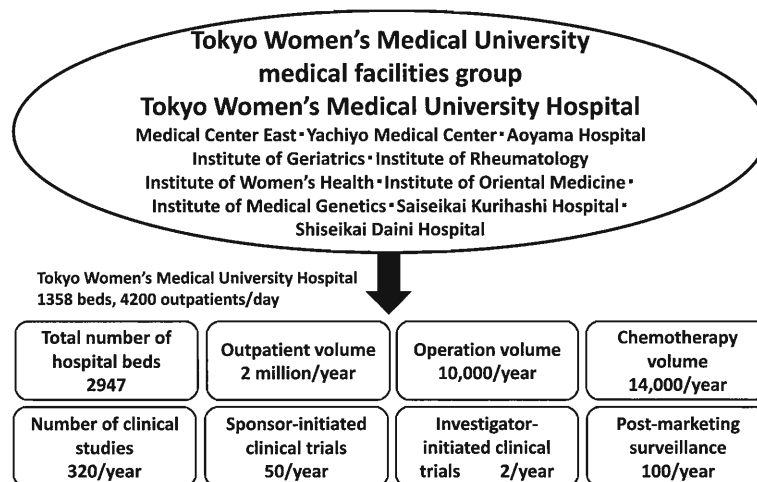 Tokyo Women's Medical University
medical facilities group
Tokyo Women's Medical University Hospital
Medical Center East・Yachiyo Medical Center・Aoyama Hospital
Institute of Geriatrics・Institute of Rheumatology
Institute of Women's Health・Institute of Oriental Medicine・
Institute of Medical Genetics・Saiseikai Kurihashi Hospital・
Shiseikai Daini Hospital
Tokyo Women's Medical University Hospital
1358 beds, 4200 outpatients/day
Total number of
hospital beds
2947
Outpatient volume
2 million/year
Operation volume
10,000/year
Chemotherapy
volume
14,000/year
Number of clinical
studies
320/year
Sponsor-initiated
clinical trials
50/year
Investigator-
initiated clinical
trials 2/year
Post-marketing
surveillance
100/year